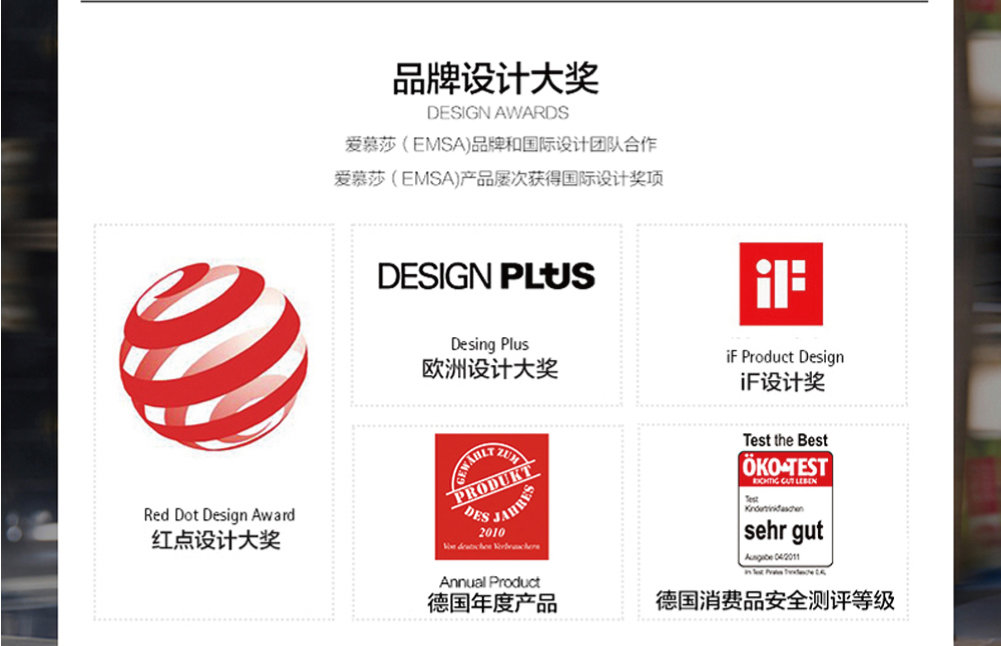 品牌设计大奖
DESIGN AWARDS
爱慕莎（EMSA)品牌和国际设计团队合作
爱慕莎（EMSA)产品屡次获得国际设计奖项
Red Dot Design Award
红点设计大奖
DESIGN PLUS
Desing Plus
欧洲设计大奖
iF
iF Product Design
iF设计奖
GEWÄHLT ZUM
PRODUKT
DES JAHRES
2010
Von deutschen Verbrauchern
Annual Product
德国年度产品
Test the Best
ÖKO-TEST
RICHTIG GUT LEBEN
Test
Kindertrinkflaschen
sehr gut
Ausgabe 04/2011
Im Test: Pirates Trinkflasche 0,4L
德国消费品安全测评等级